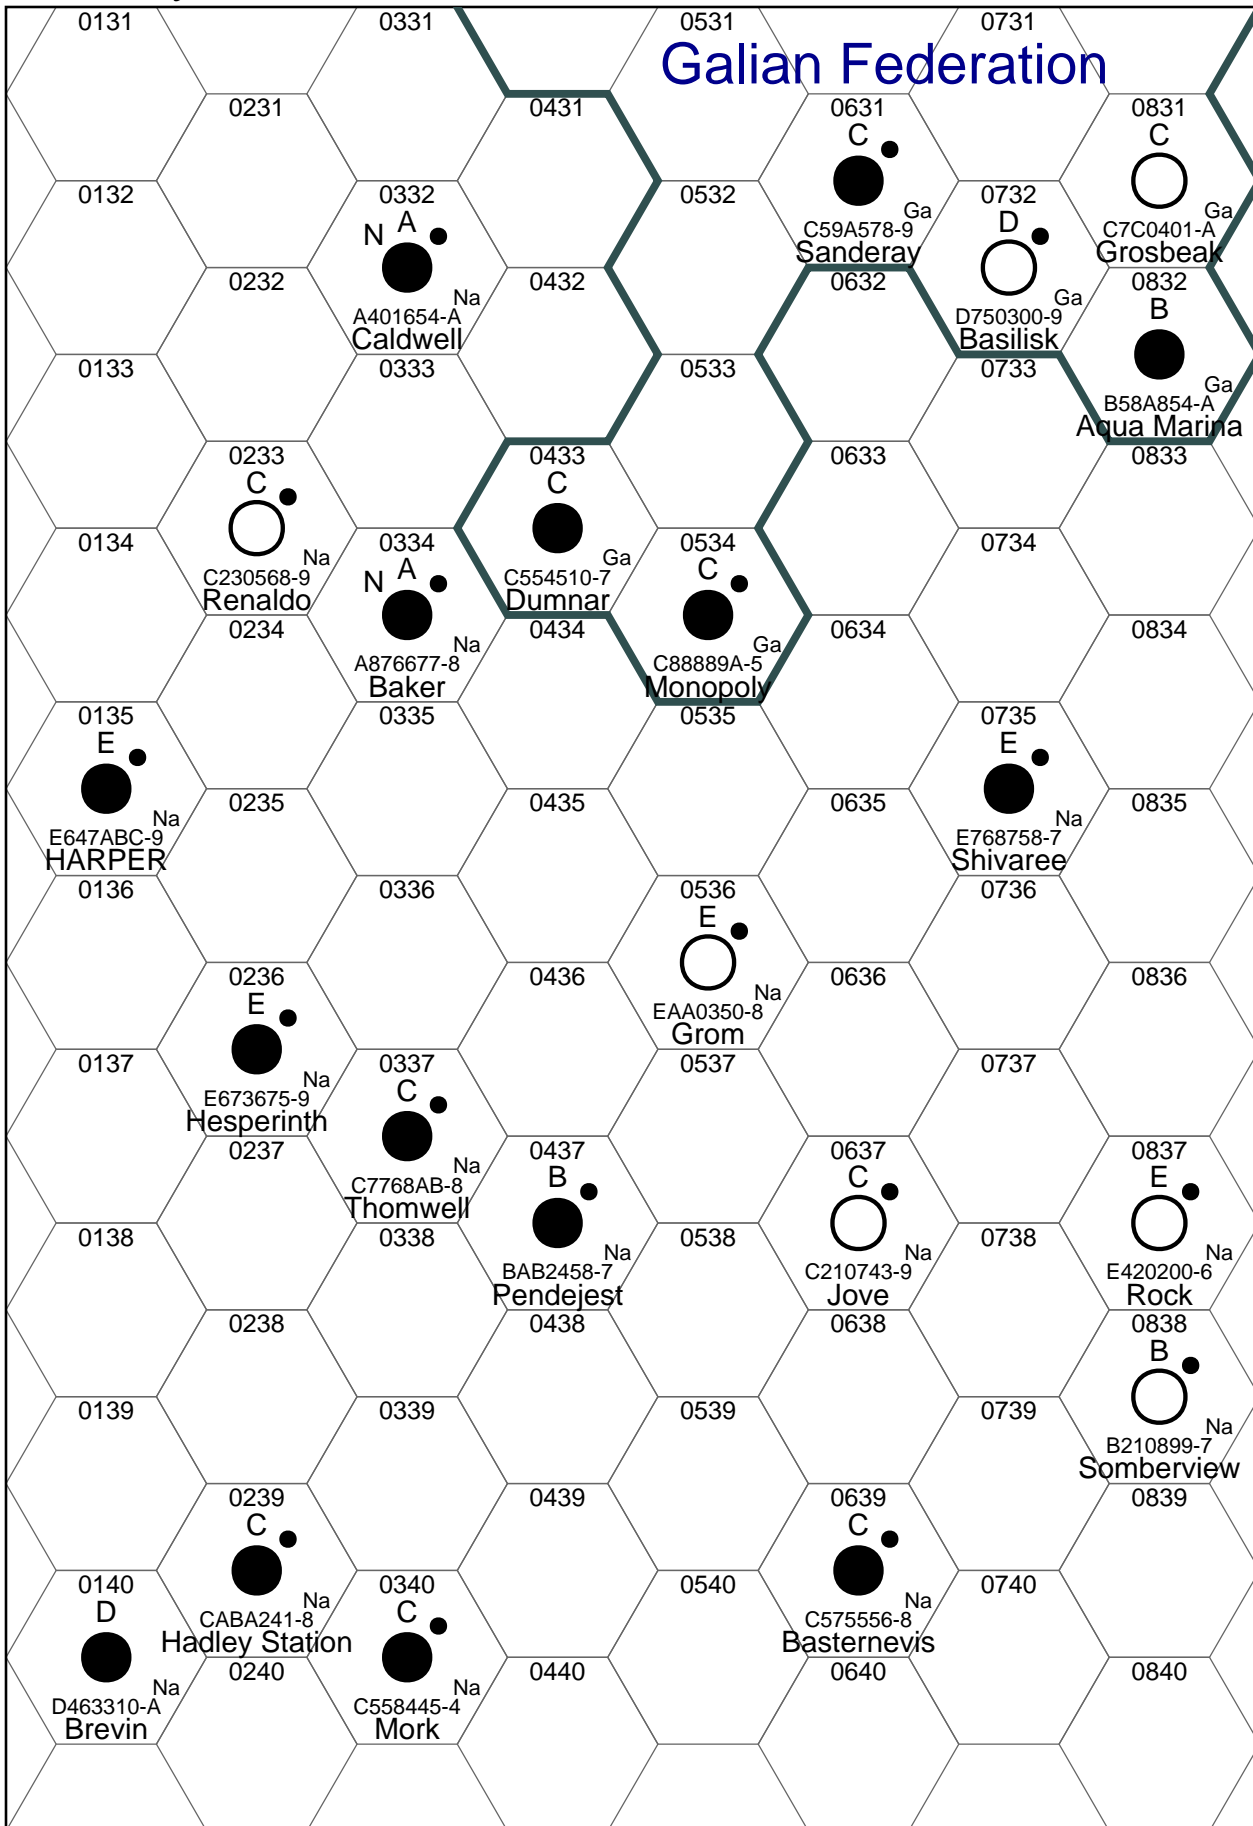 0131
0331
0531
0731
Galian Federation
0231
0431
0631
C
0831
C
0132
0332
A
N
0532
Ga
C59A578-9
Sanderay
0732
D
Ga
C7C0401-A
Grosbeak
0232
Na
A401654-A
Caldwell
0432
0632
Ga
D750300-9
Basilisk
0832
B
0133
0333
0533
0733
Ga
B58A854-A
Aqua Marina
0233
C
0433
C
0633
0833
0134
Na
C230568-9
Renaldo
0334
A
N
Ga
C554510-7
Dumnar
0534
C
0734
0234
Na
A876677-8
Baker
0434
Ga
C88889A-5
Monopoly
0634
0834
0135
E
0335
0535
0735
E
Na
E647ABC-9
HARPER
0235
0435
0635
Na
E768758-7
Shivaree
0835
0136
0336
0536
E
0736
0236
E
0436
Na
EAA0350-8
Grom
0636
0836
0137
Na
E673675-9
Hesperinth
0337
C
0537
0737
0237
Na
C7768AB-8
Thomwell
0437
B
0637
C
0837
E
0138
0338
Na
BAB2458-7
Pendejest
0538
Na
C210743-9
Jove
0738
Na
E420200-6
Rock
0238
0438
0638
0838
B
0139
0339
0539
0739
Na
B210899-7
Somberview
0239
C
0439
0639
C
0839
0140
D
Na
CABA241-8
Hadley Station
0340
C
0540
Na
C575556-8
Basternevis
0740
Na
D463310-A
Brevin
0240
Na
C558445-4
Mork
0440
0640
0840